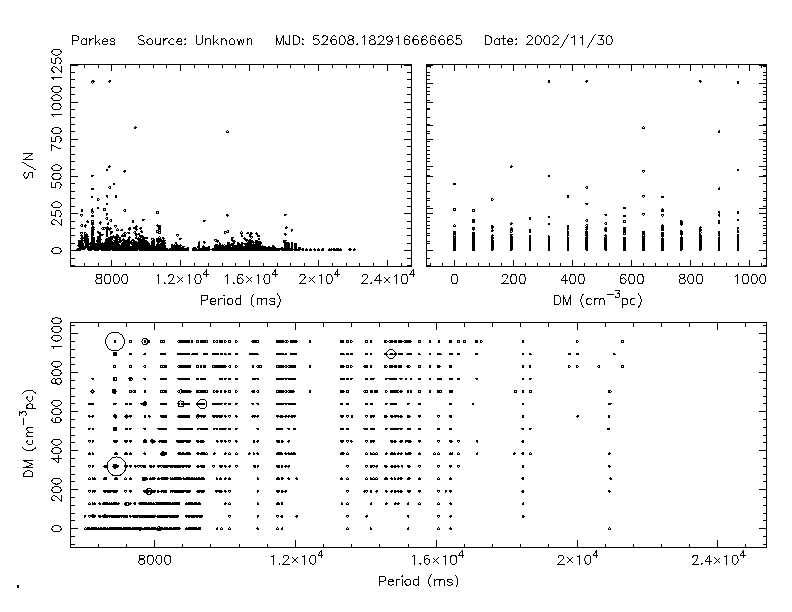 Parkes Source: Unknown MJD: 52608.182916666665 Date: 2002/11/30
S/N
0 250 500 750 1000 1250
8000 1.2×10⁴ 1.6×10⁴ 2×10⁴ 2.4×10⁴
Period (ms)
0 200 400 600 800 1000
DM (cm⁻³pc)
DM (cm⁻³pc)
0 200 400 600 800 1000
8000 1.2×10⁴ 1.6×10⁴ 2×10⁴ 2.4×10⁴
Period (ms)